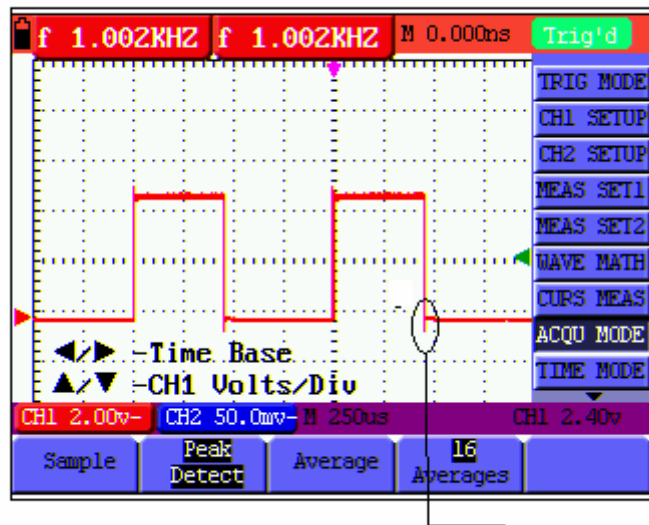 f 1.002KHZ f 1.002KHZ M 0.000ns Trig'd
TRIG MODE
CH1 SETUP
CH2 SETUP
MEAS SET1
MEAS SET2
WAVE MATH
CURS MEAS
ACQU MODE
TIME MODE
◀/▶ -Time Base
▲/▼ -CH1 Volts/Div
CH1 2.00v- CH2 50.0mv- M 250us CH1 2.40v
Sample Peak Detect Average 16 Averages